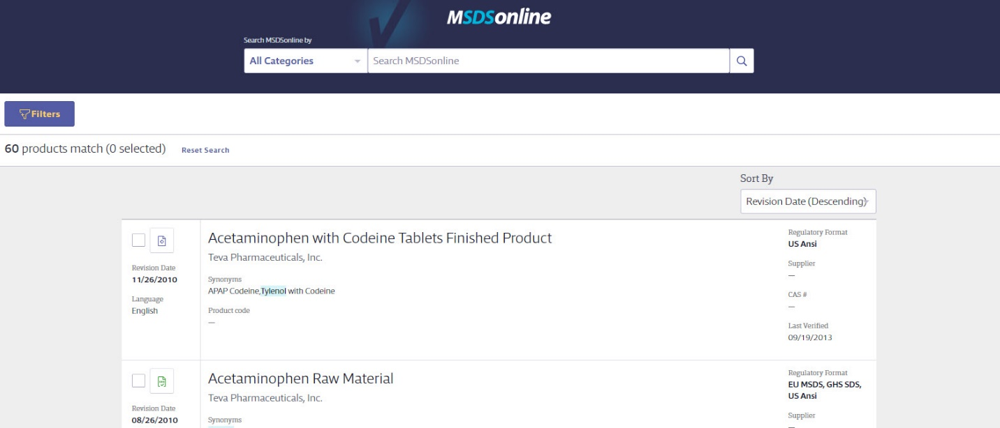 MSDSonline
Search MSDSonline by
All Categories
Search MSDSonline
Filters
60 products match (0 selected)
Reset Search
Sort By
Revision Date (Descending)
Acetaminophen with Codeine Tablets Finished Product
Teva Pharmaceuticals, Inc.
Revision Date
11/26/2010
Language
English
Synonyms
APAP Codeine,Tylenol with Codeine
Product code
—
Regulatory Format
US Ansi
Supplier
—
CAS #
—
Last Verified
09/19/2013
Acetaminophen Raw Material
Teva Pharmaceuticals, Inc.
Revision Date
08/26/2010
Synonyms
Regulatory Format
EU MSDS, GHS SDS,
US Ansi
Supplier
—